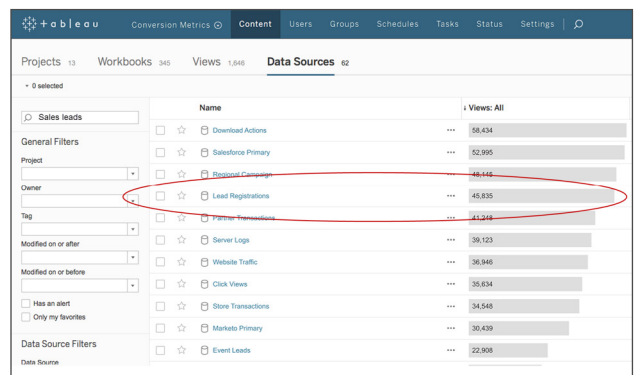 +ableau Conversion Metrics Content Users Groups Schedules Tasks Status Settings
Projects 13 Workbooks 345 Views 1,646 Data Sources 62
0 selected
Sales leads
General Filters
Project
Owner
Tag
Modified on or after
Modified on or before
Has an alert
Only my favorites
Data Source Filters
Data Source
Name ↓ Views: All
Download Actions ••• 58,434
Salesforce Primary ••• 52,995
Regional Campaign ••• 48,445
Lead Registrations ••• 45,835
Partner Transactions ••• 41,248
Server Logs ••• 39,123
Website Traffic ••• 36,946
Click Views ••• 35,634
Store Transactions ••• 34,548
Marketo Primary ••• 30,439
Event Leads ••• 22,908